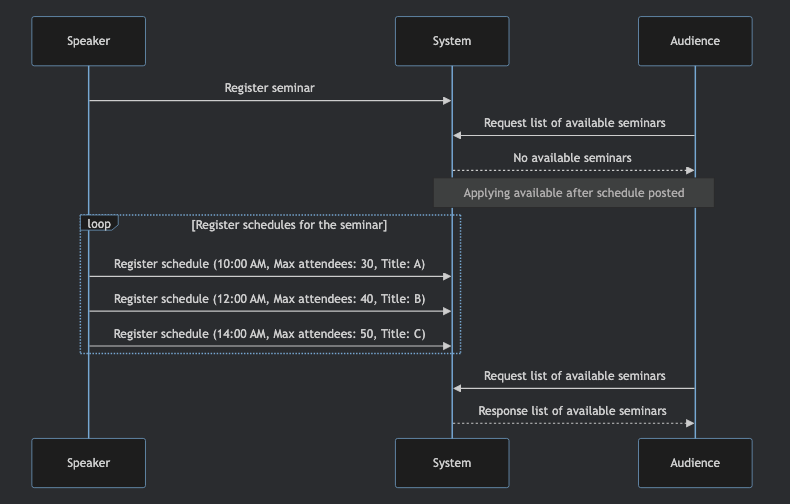 Speaker
System
Audience
Register seminar
Request list of available seminars
No available seminars
Applying available after schedule posted
loop
[Register schedules for the seminar]
Register schedule (10:00 AM, Max attendees: 30, Title: A)
Register schedule (12:00 AM, Max attendees: 40, Title: B)
Register schedule (14:00 AM, Max attendees: 50, Title: C)
Request list of available seminars
Response list of available seminars
Speaker
System
Audience